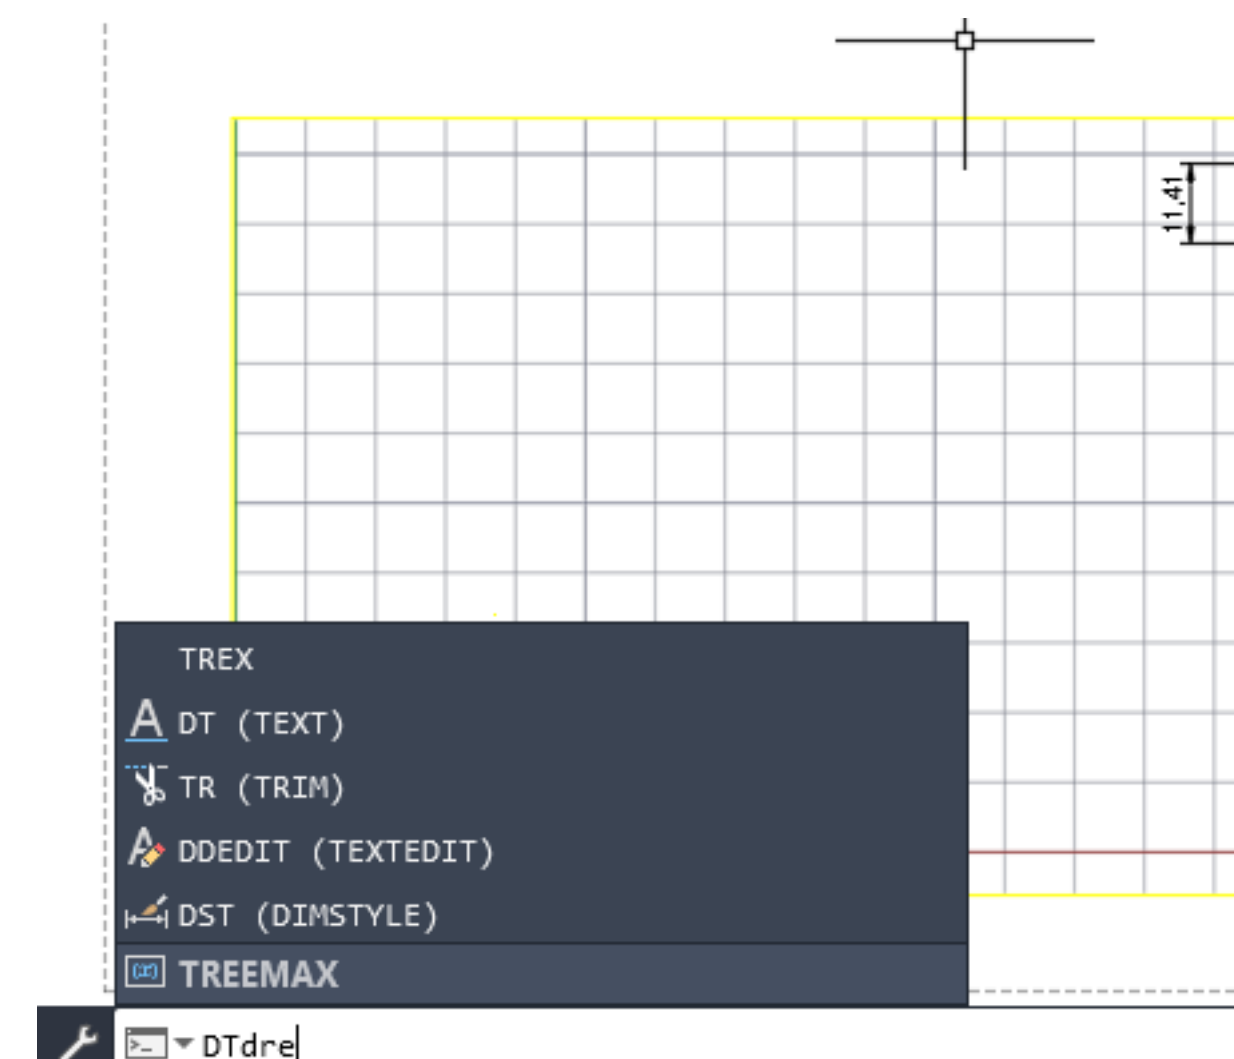 11,41
TREX
DT (TEXT)
TR (TRIM)
DDEDIT (TEXTEDIT)
DST (DIMSTYLE)
TREEMAX
DTdre